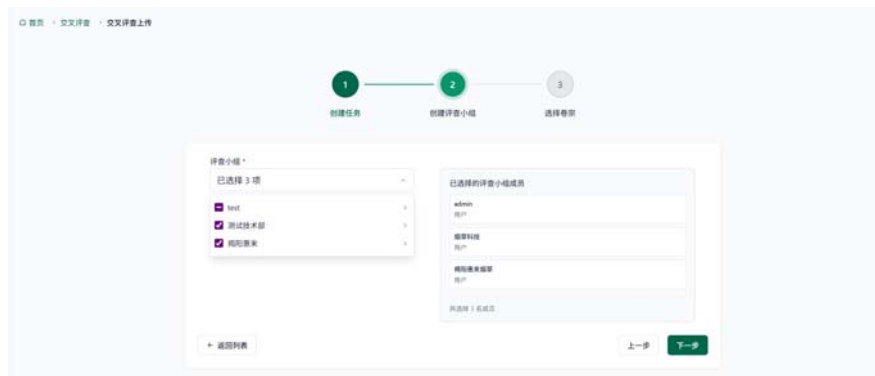 首页 > 交叉评查 > 交叉评查上传
1
2
3
创建任务
创建评查小组
选择卷宗
评查小组 *
已选择 3 项
test
测试技术部
揭阳惠来
已选择的评查小组成员
admin
用户
烟草科技
用户
揭阳惠来烟草
用户
返回列表
上一步
下一步